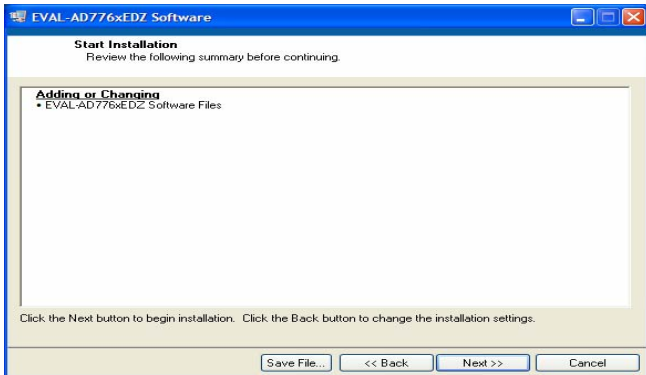 EVAL-AD776xEDZ Software
Start Installation
Review the following summary before continuing.
Adding or Changing
• EVAL-AD776xEDZ Software Files
Click the Next button to begin installation. Click the Back button to change the installation settings.
Save File... << Back Next >> Cancel